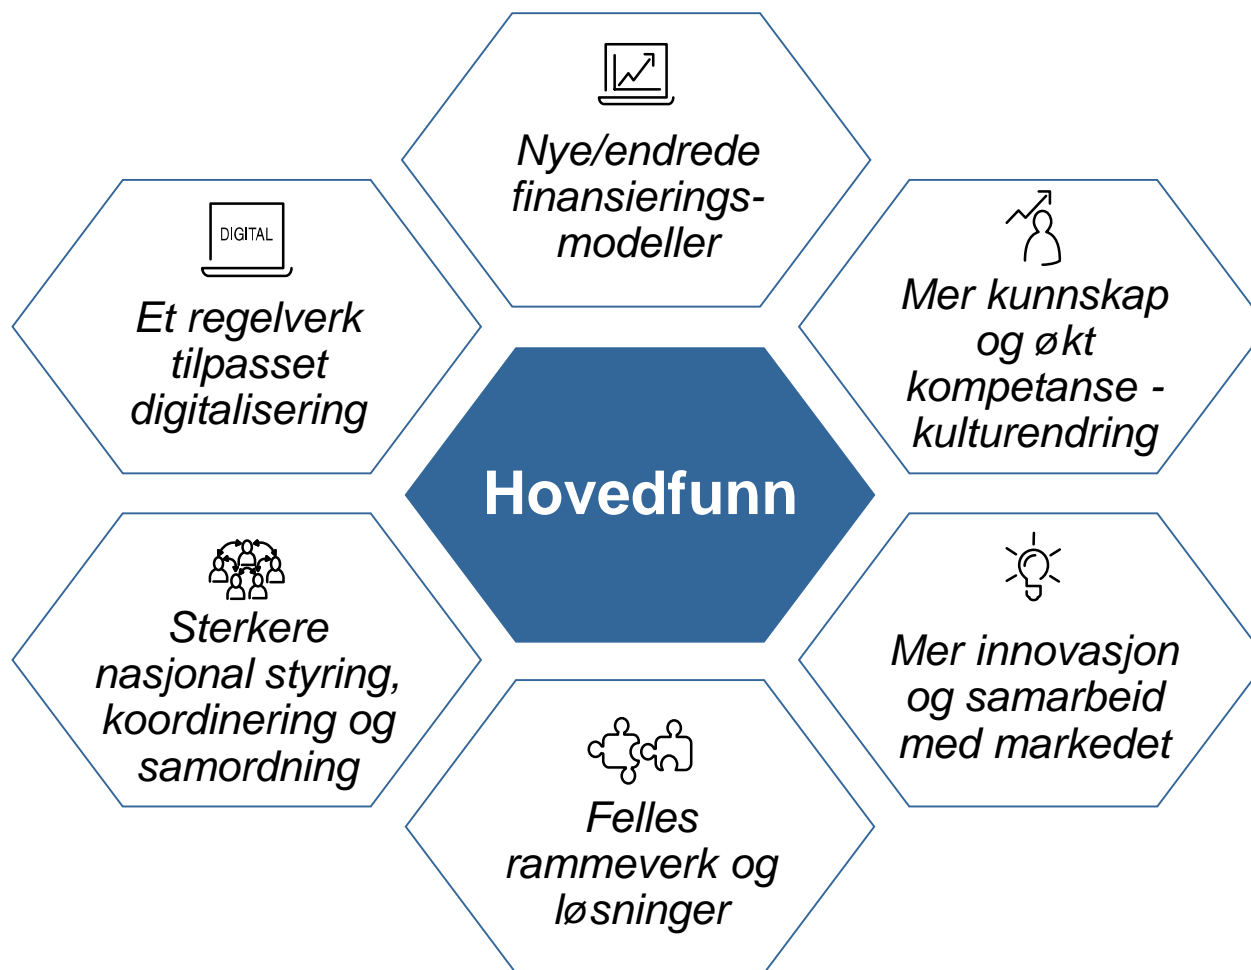 Nye/endrede
finansierings-
modeller
DIGITAL
Et regelverk
tilpasset
digitalisering
Mer kunnskap
og økt
kompetanse -
kulturendring
Hovedfunn
Sterkere
nasjonal styring,
koordinering og
samordning
Mer innovasjon
og samarbeid
med markedet
Felles
rammeverk og
løsninger